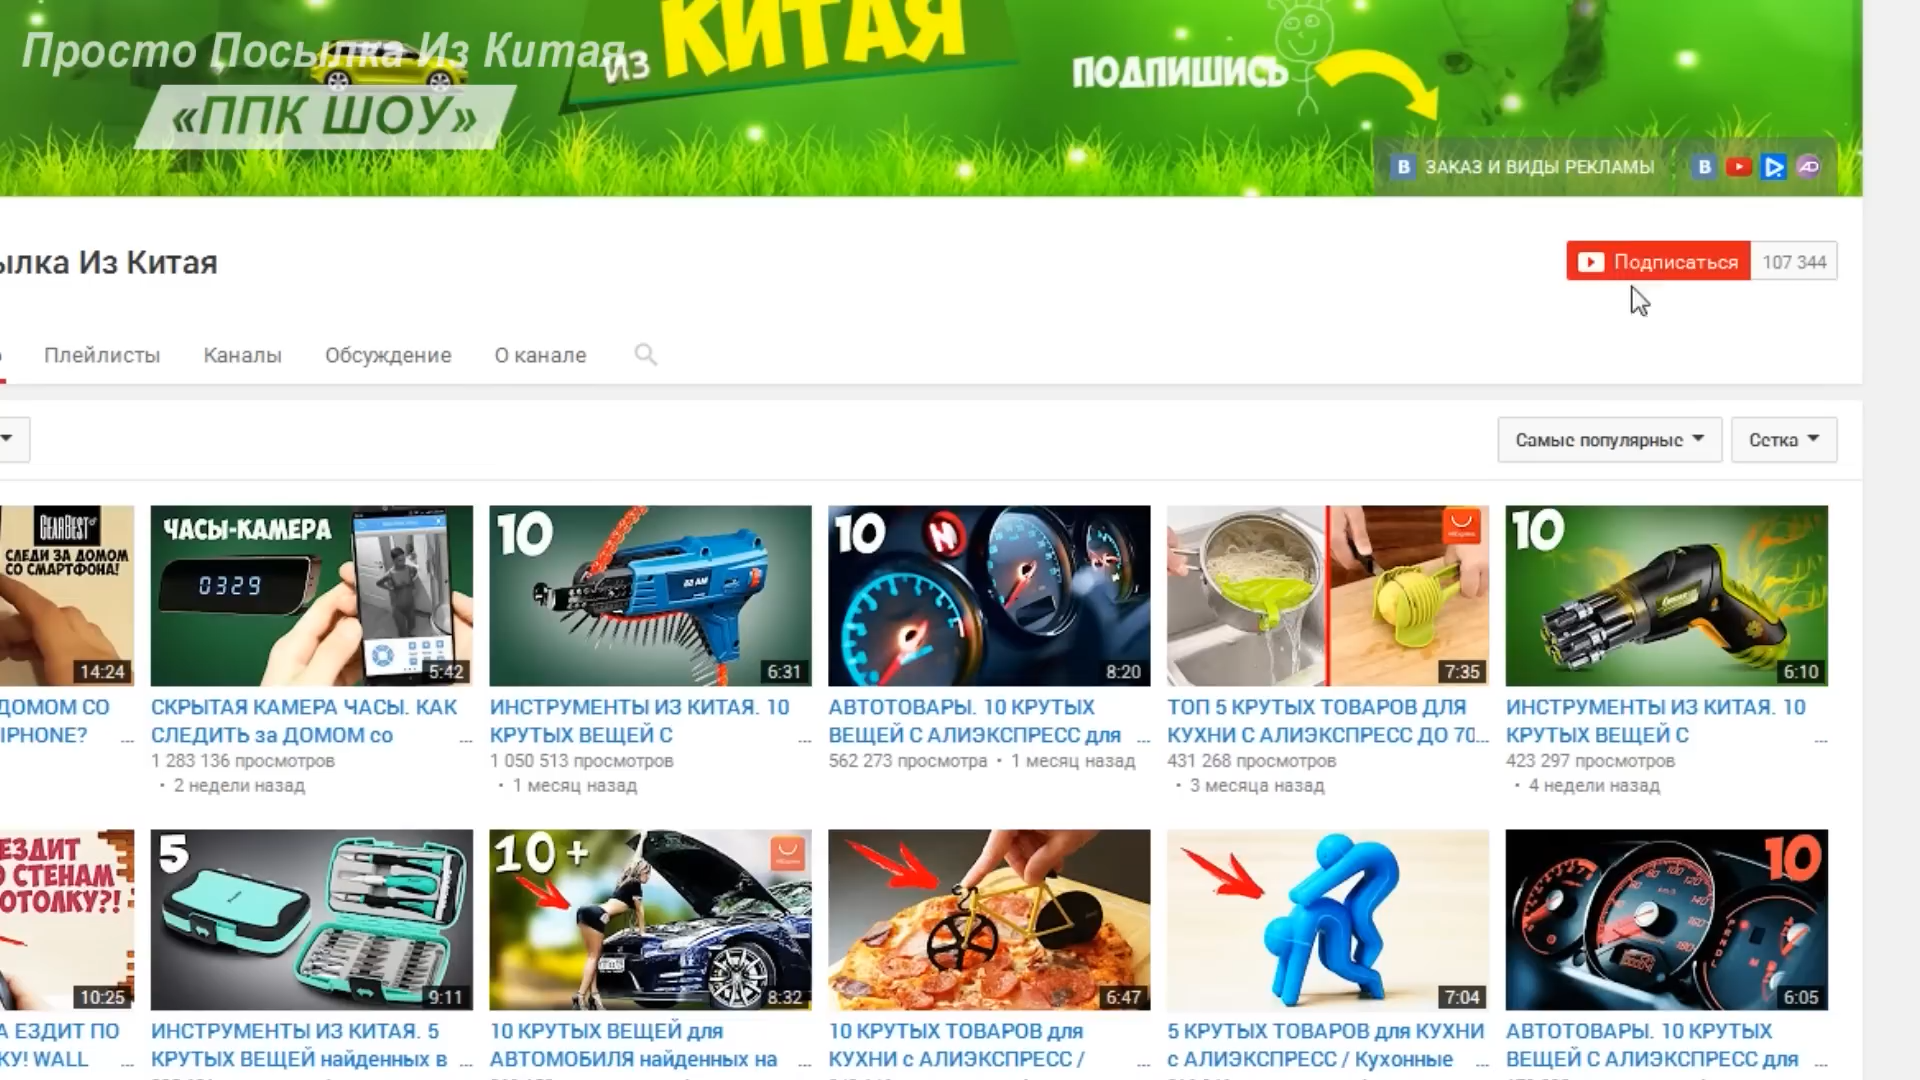 Просто Посылка Из Китая
«ППК ШОУ»
ИЗ КИТАЯ
ПОДПИШИСЬ
В ЗАКАЗ И ВИДЫ РЕКЛАМЫ
ылка Из Китая
Подписаться 107 344
Плейлисты Каналы Обсуждение О канале
Самые популярные Сетка
GEARBEST
СЛЕДИ ЗА ДОМОМ
СО СМАРТФОНА!
14:24
ЧАСЫ-КАМЕРА
0329
5:42
10
6:31
10
8:20
7:35
10
6:10
ДОМОМ СО
IPHONE? ...
СКРЫТАЯ КАМЕРА ЧАСЫ. КАК
СЛЕДИТЬ за ДОМОМ со ...
1 283 136 просмотров
• 2 недели назад
ИНСТРУМЕНТЫ ИЗ КИТАЯ. 10
КРУТЫХ ВЕЩЕЙ С ...
1 050 513 просмотров
• 1 месяц назад
АВТОТОВАРЫ. 10 КРУТЫХ
ВЕЩЕЙ С АЛИЭКСПРЕСС для ...
562 273 просмотра • 1 месяц назад
ТОП 5 КРУТЫХ ТОВАРОВ ДЛЯ
КУХНИ С АЛИЭКСПРЕСС ДО 70...
431 268 просмотров
• 3 месяца назад
ИНСТРУМЕНТЫ ИЗ КИТАЯ. 10
КРУТЫХ ВЕЩЕЙ С ...
423 297 просмотров
• 4 недели назад
ЕЗДИТ
О СТЕНАМ
ОТОЛКУ?!
10:25
5
9:11
10+
8:32
6:47
7:04
10
6:05
А ЕЗДИТ ПО
КУ! WALL ...
ИНСТРУМЕНТЫ ИЗ КИТАЯ. 5
КРУТЫХ ВЕЩЕЙ найденных в ...
10 КРУТЫХ ВЕЩЕЙ для
АВТОМОБИЛЯ найденных на ...
10 КРУТЫХ ТОВАРОВ для
КУХНИ с АЛИЭКСПРЕСС / ...
5 КРУТЫХ ТОВАРОВ для КУХНИ
с АЛИЭКСПРЕСС / Кухонные ...
АВТОТОВАРЫ. 10 КРУТЫХ
ВЕЩЕЙ С АЛИЭКСПРЕСС для ...